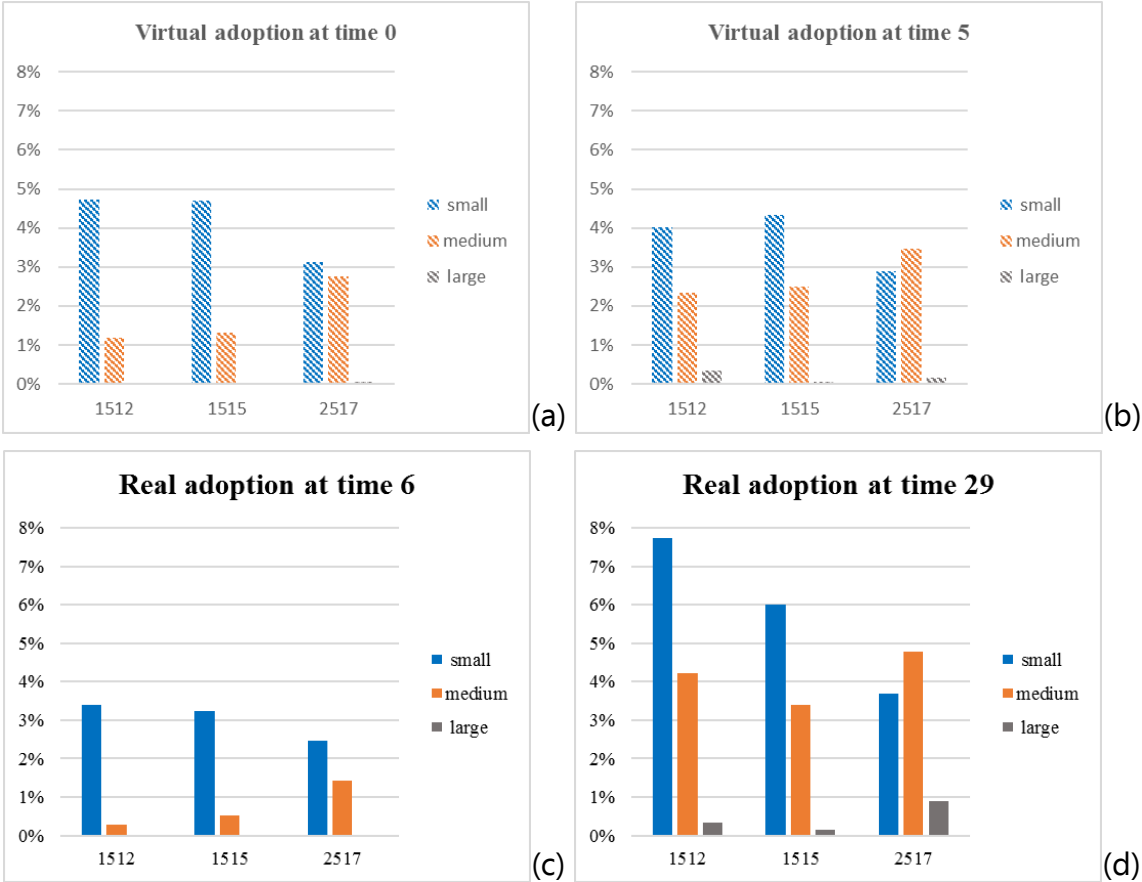 Virtual adoption at time 0
8%
7%
6%
5%
4%
3%
2%
1%
0%
1512 1515 2517
small
medium
large
(a)
Virtual adoption at time 5
8%
7%
6%
5%
4%
3%
2%
1%
0%
1512 1515 2517
small
medium
large
(b)
Real adoption at time 6
8%
7%
6%
5%
4%
3%
2%
1%
0%
1512 1515 2517
small
medium
large
(c)
Real adoption at time 29
8%
7%
6%
5%
4%
3%
2%
1%
0%
1512 1515 2517
small
medium
large
(d)